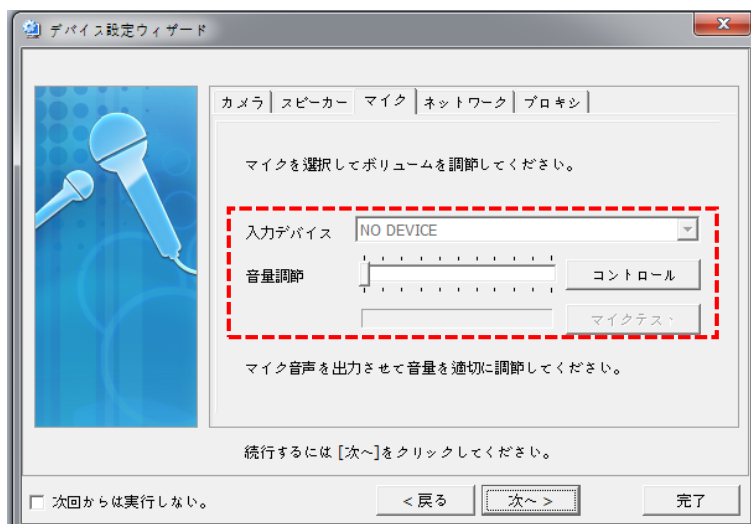 デバイス設定ウィザード
カメラ スピーカー マイク ネットワーク プロキシ
マイクを選択してボリュームを調節してください。
入力デバイス NO DEVICE
音量調節 コントロール
マイクテス
マイク音声を出力させて音量を適切に調節してください。
続行するには [次へ]をクリックしてください。
次回からは実行しない。 < 戻る 次へ > 完了